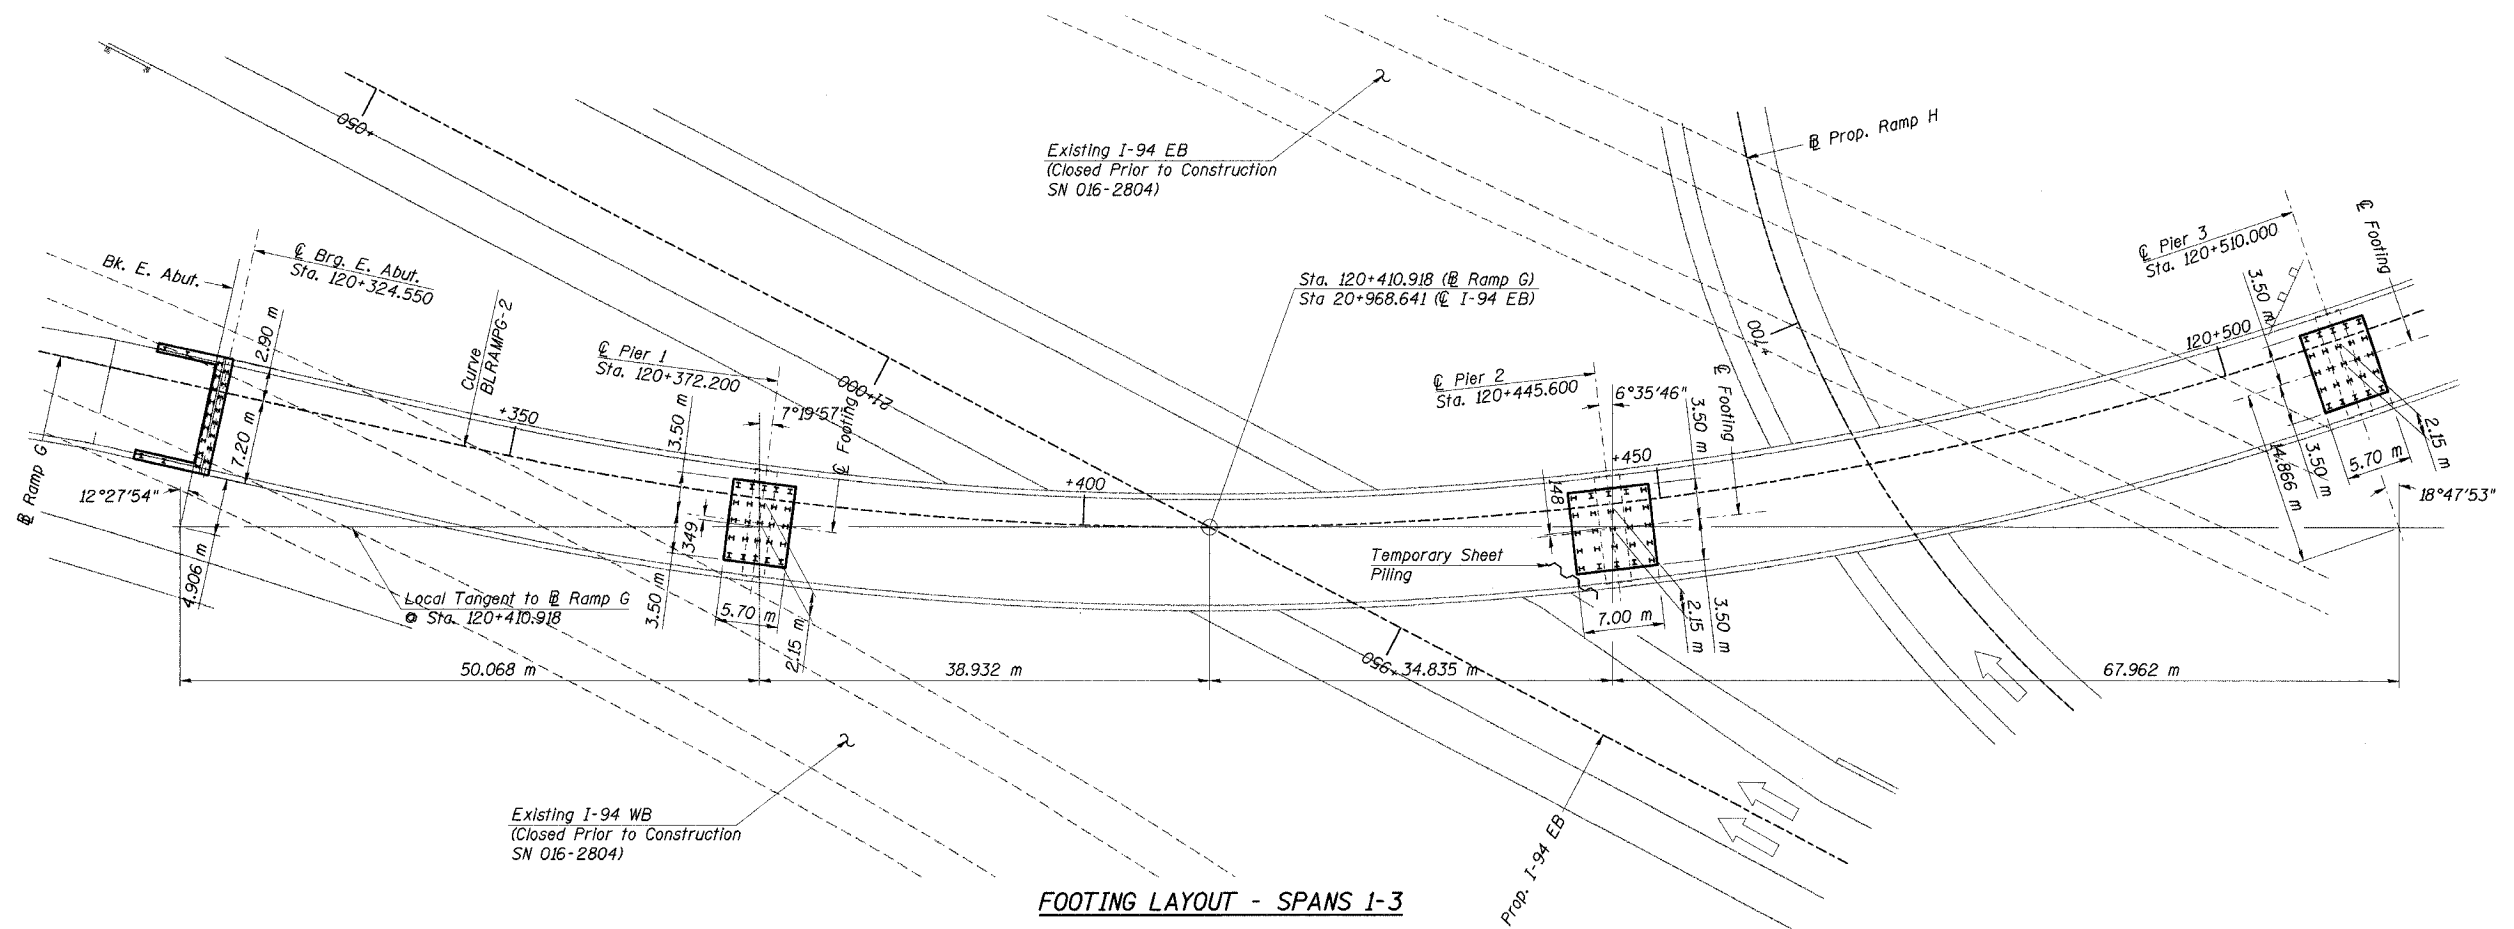 +050
Existing I-94 EB
(Closed Prior to Construction
SN 016-2804)
℄ Prop. Ramp H
Bk. E. Abut.
℄ Brg. E. Abut.
Sta. 120+324.550
2.90 m
7.20 m
Curve
BLRAMPG-2
+350
℄ Pier 1
Sta. 120+372.200
7°19'57"
21+000
℄ Footing
3.50 m
349
3.50 m
5.70 m
2.15 m
+400
Sta. 120+410.918 (℄ Ramp G)
Sta 20+968.641 (℄ I-94 EB)
℄ Pier 2
Sta. 120+445.600
6°35'46"
℄ Footing
3.50 m
+450
148
Temporary Sheet
Piling
7.00 m
2.15 m
3.50 m
+700
℄ Pier 3
Sta. 120+510.000
℄ Footing
3.50 m
120+500
14.866 m
3.50 m
5.70 m
2.15 m
18°47'53"
℄ Ramp G
12°27'54"
4.906 m
Local Tangent to ℄ Ramp G
@ Sta. 120+410.918
50.068 m
38.932 m
+950
34.835 m
67.962 m
Existing I-94 WB
(Closed Prior to Construction
SN 016-2804)
Prop. I-94 EB
FOOTING LAYOUT - SPANS 1-3